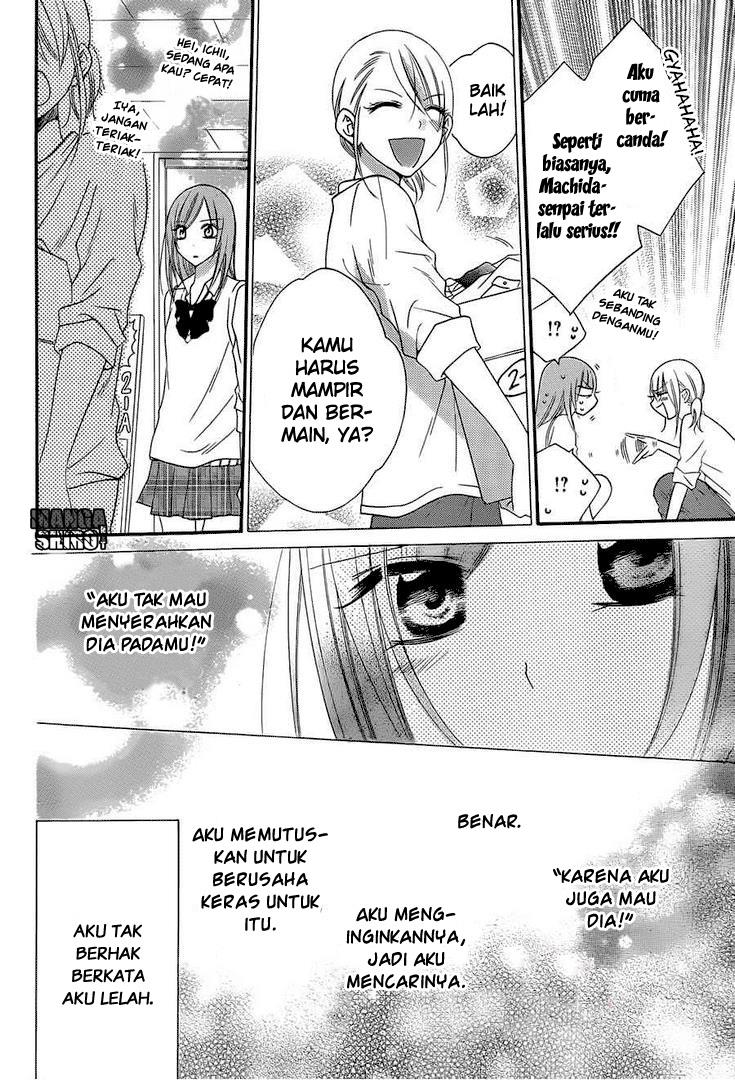 GYAHAHAHA!
Aku
cuma
ber-
canda!
Seperti
biasanya,
Machida-
senpai ter-
lalu serius!!
AKU TAK
SEBANDING
DENGANMU!
!?
!?
BAIK
LAH!
2-
KAMU
HARUS
MAMPIR
DAN BER-
MAIN, YA?
HEI, ICHII,
SEDANG APA
KAU? CEPAT!
IYA,
JANGAN
TERIAK-
TERIAK!
2-A
MANGA
SHIRO!
"AKU TAK MAU
MENYERAHKAN
DIA PADAMU!"
BENAR.
"KARENA AKU
JUGA MAU
DIA!"
AKU MENG-
INGINKANNYA,
JADI AKU
MENCARINYA.
AKU MEMUTUS-
KAN UNTUK
BERUSAHA
KERAS UNTUK
ITU.
AKU TAK
BERHAK
BERKATA
AKU LELAH.